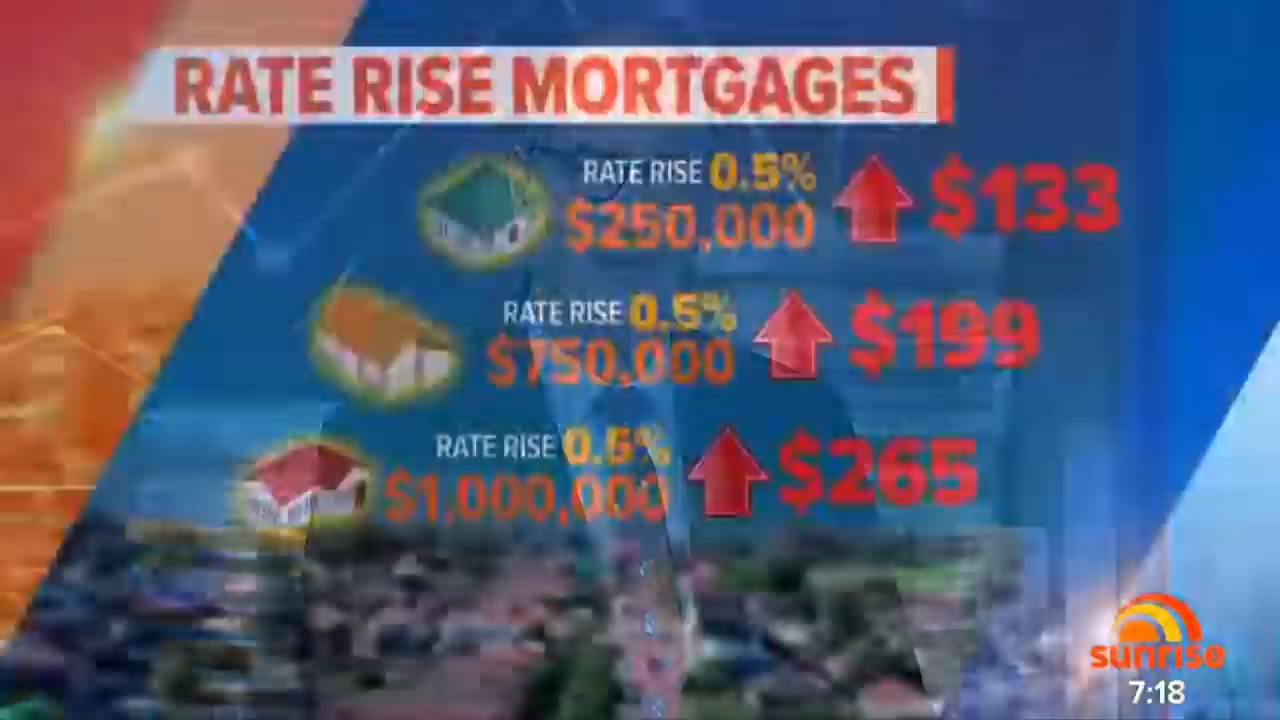 RATE RISE MORTGAGES
RATE RISE 0.5%
$250,000
$133
RATE RISE 0.5%
$750,000
$199
RATE RISE 0.5%
$1,000,000
$265
sunrise
7:18